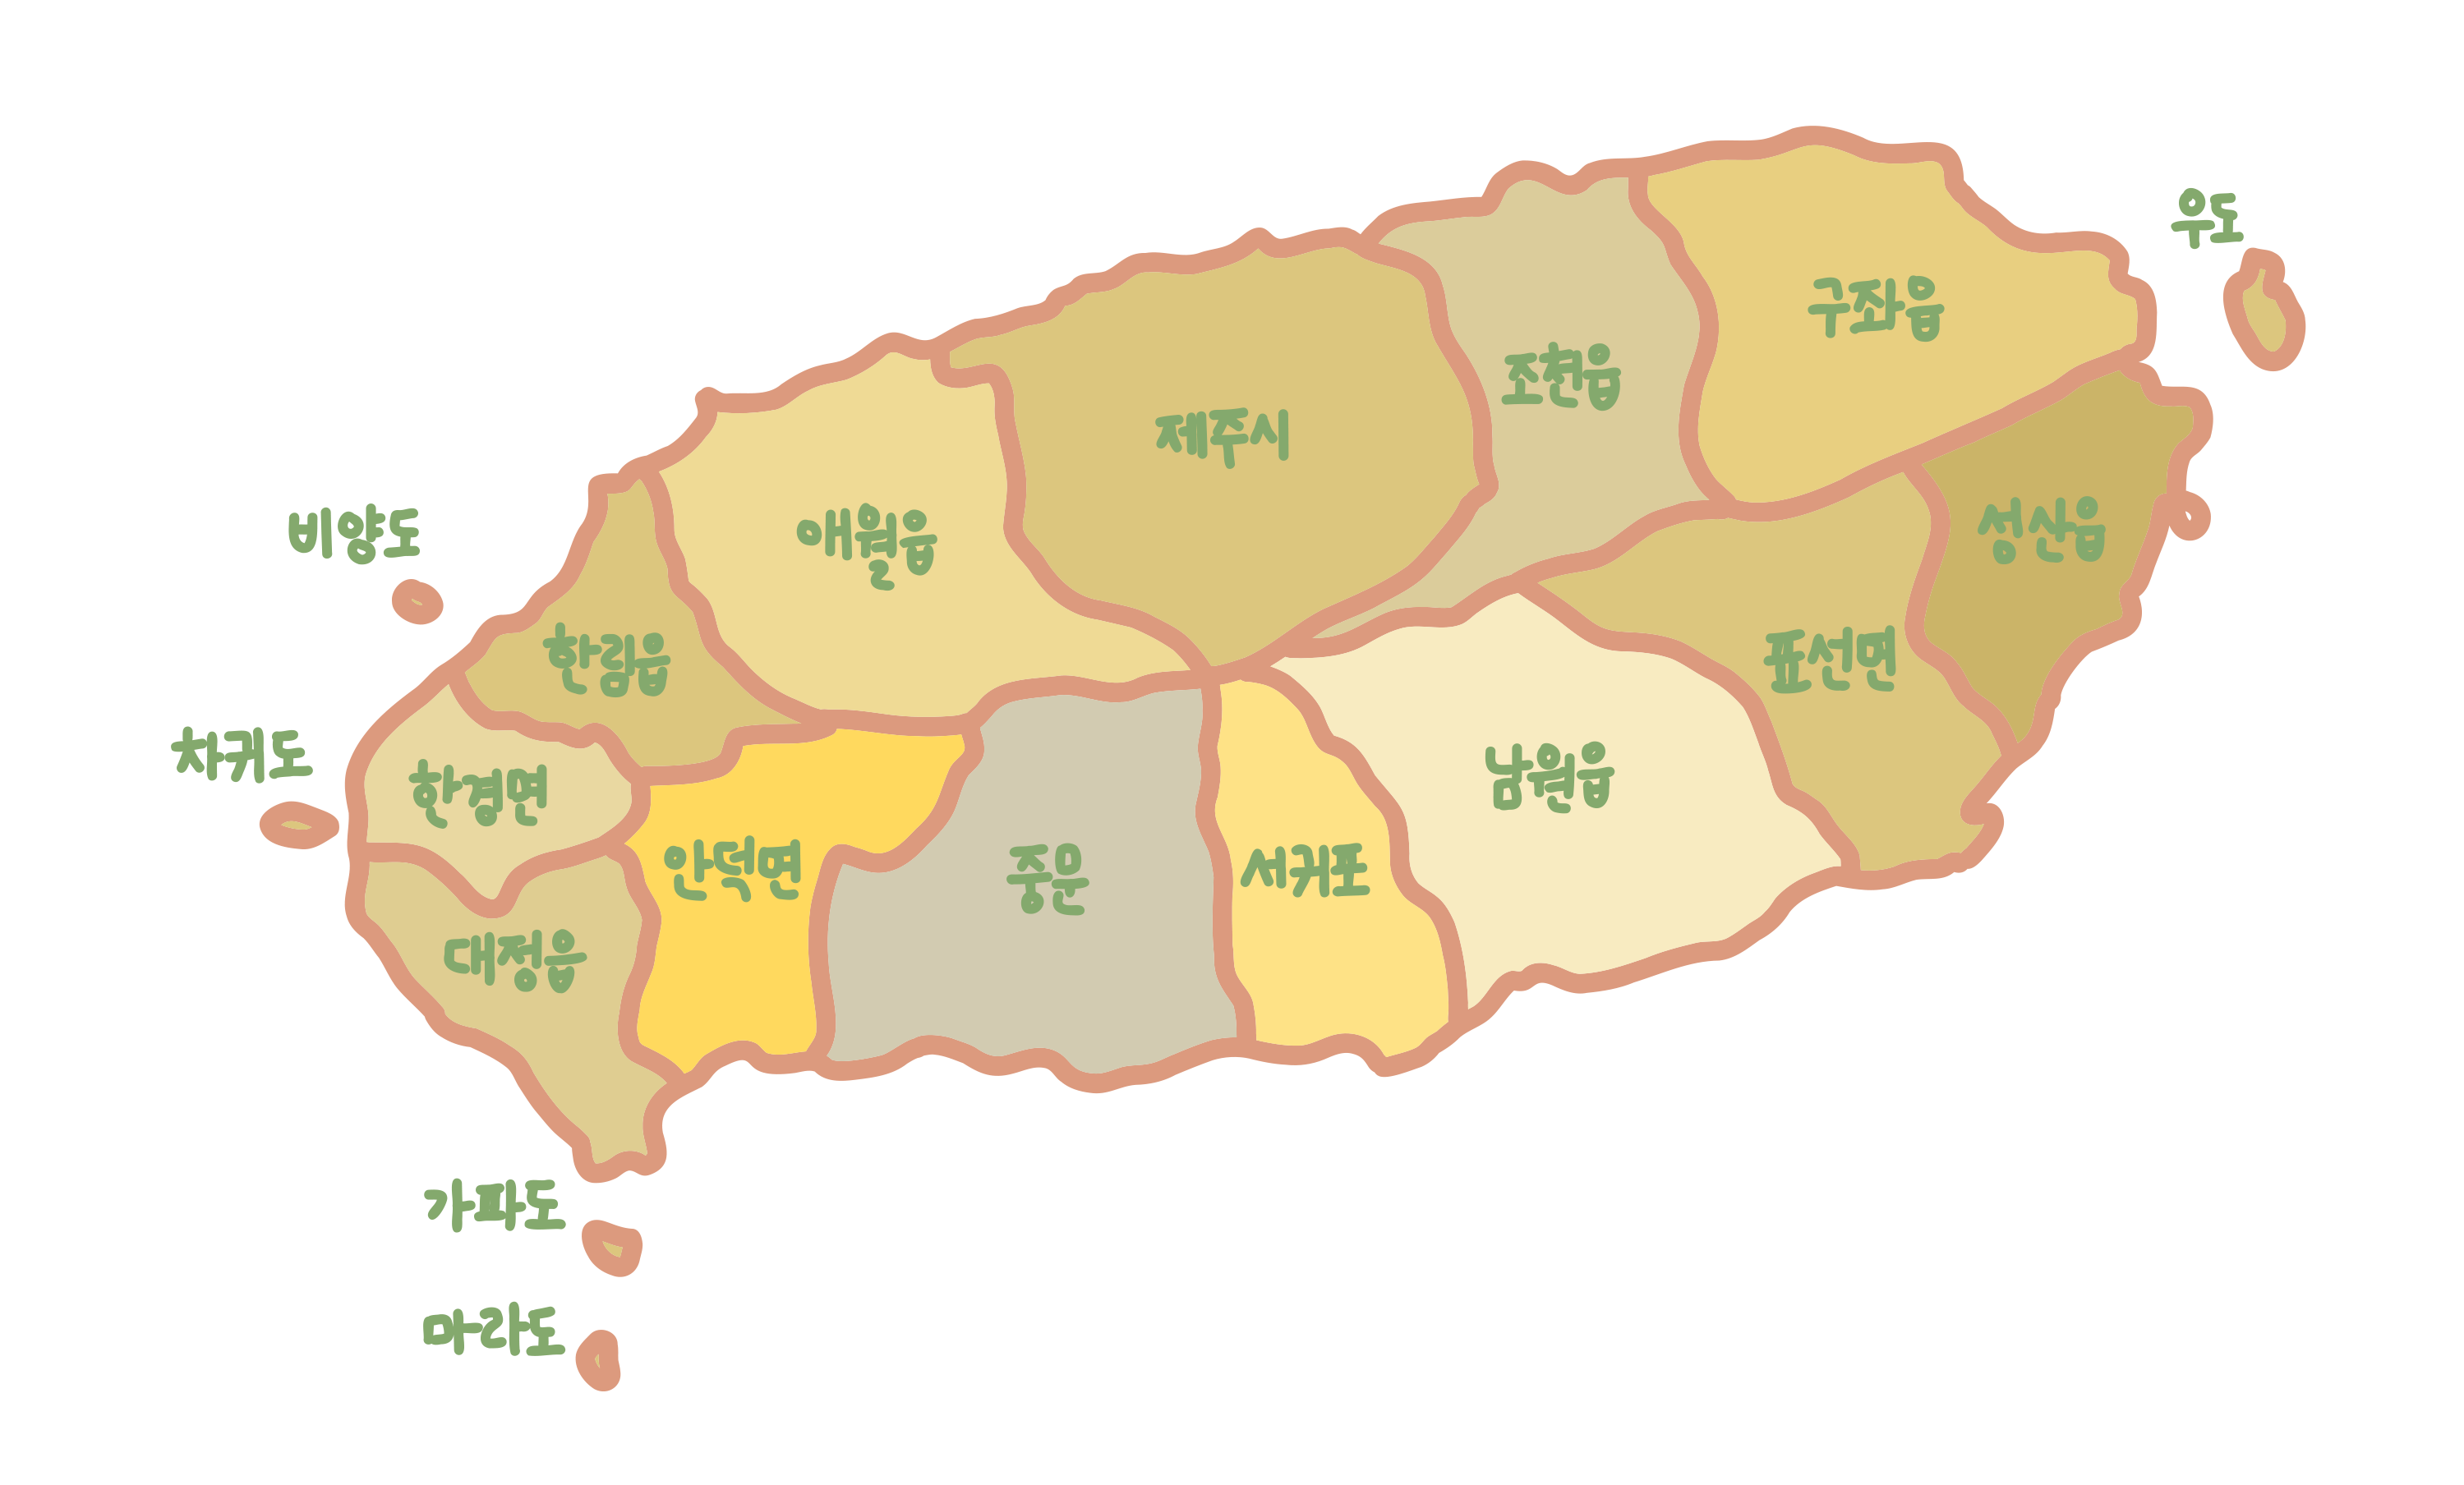 우도
구좌읍
조천읍
제주시
성산읍
애월읍
비양도
표선면
한림읍
남원읍
차귀도
한경면
안덕면
중문
서귀포
대정읍
가파도
마라도